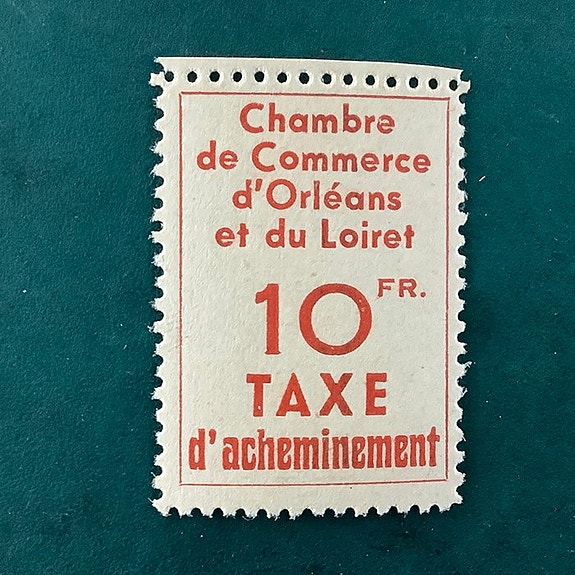 Chambre
de Commerce
d'Orléans
et du Loiret
10 FR.
TAXE
d'acheminement